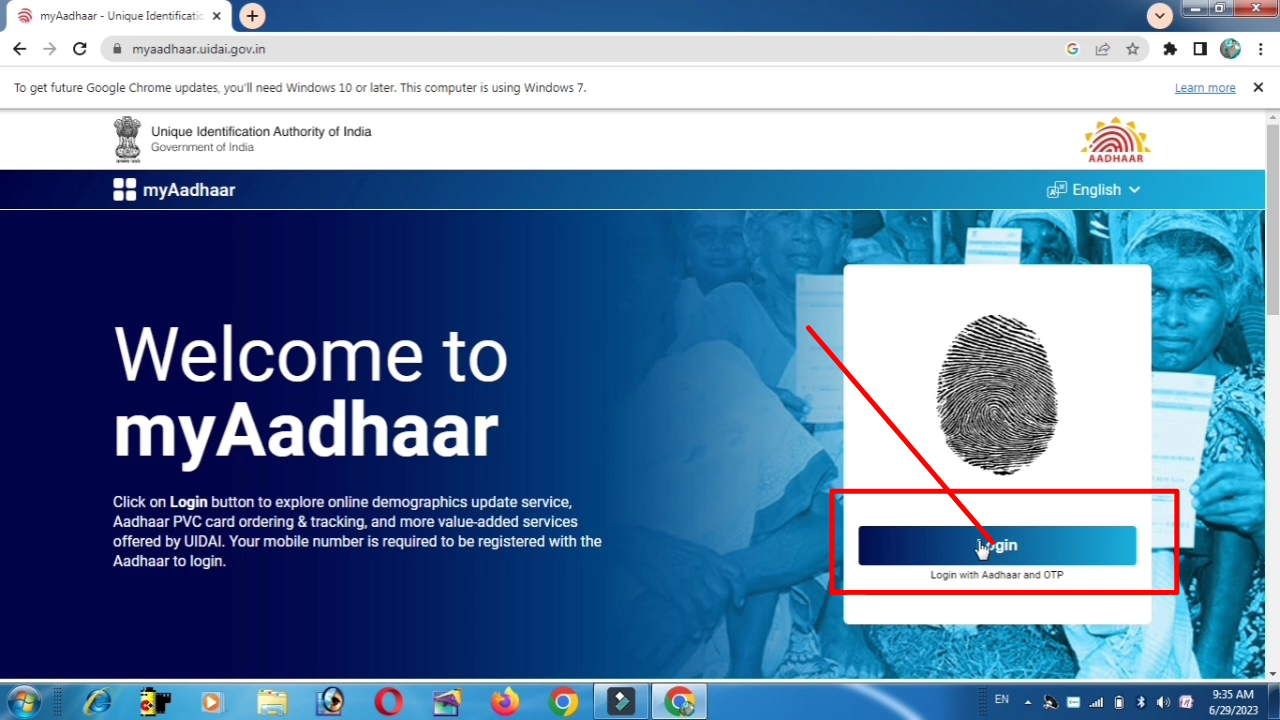 myAadhaar - Unique Identificatic
myaadhaar.uidai.gov.in
To get future Google Chrome updates, you'll need Windows 10 or later. This computer is using Windows 7.
Learn more
Unique Identification Authority of India
Government of India
AADHAAR
myAadhaar
English
Welcome to
myAadhaar
Click on Login button to explore online demographics update service,
Aadhaar PVC card ordering & tracking, and more value-added services
offered by UIDAI. Your mobile number is required to be registered with the
Aadhaar to login.
Login
Login with Aadhaar and OTP
EN
9:35 AM
6/29/2023